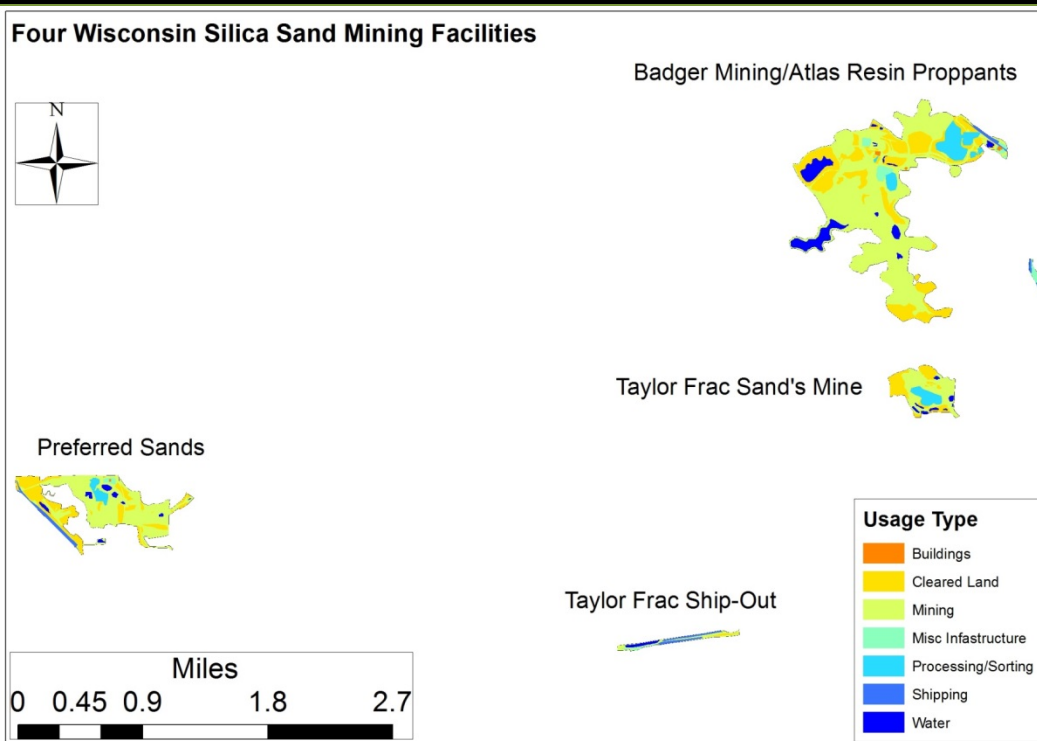 Four Wisconsin Silica Sand Mining Facilities
N
Badger Mining/Atlas Resin Proppants
Taylor Frac Sand's Mine
Preferred Sands
Taylor Frac Ship-Out
Usage Type
Buildings
Cleared Land
Mining
Misc Infastructure
Processing/Sorting
Shipping
Water
Miles
0 0.45 0.9 1.8 2.7